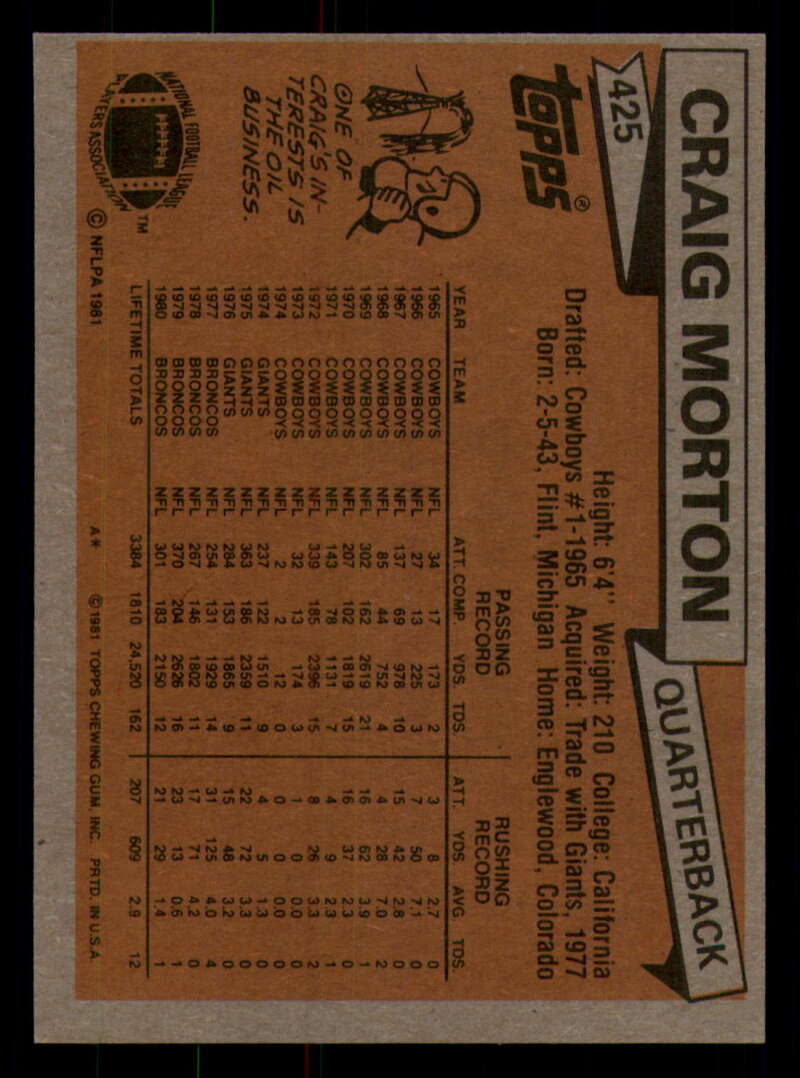 CRAIG MORTON
QUARTERBACK
425
TOPPS®
Height: 6'4" Weight: 210 College: California
Drafted: Cowboys #1-1965 Acquired: Trade with Giants, 1977
Born: 2-5-43, Flint, Michigan Home: Englewood, Colorado
ONE OF
CRAIG'S IN-
TERESTS IS
THE OIL
BUSINESS.
PASSING RECORD RUSHING RECORD
YEAR TEAM ATT. COMP. YDS. TDS. ATT. YDS. AVG. TDS.
1965 COWBOYS NFL 34 17 173 2 3 8 2.7 0
1966 COWBOYS NFL 27 13 225 3 7 50 7.1 0
1967 COWBOYS NFL 137 69 978 10 15 42 2.8 0
1968 COWBOYS NFL 85 44 752 4 4 28 7.0 2
1969 COWBOYS NFL 302 162 2619 21 16 62 3.9 1
1970 COWBOYS NFL 207 102 1819 15 16 37 2.3 0
1971 COWBOYS NFL 143 78 1131 7 4 9 2.3 1
1972 COWBOYS NFL 339 185 2396 15 8 26 3.3 2
1973 COWBOYS NFL 32 13 174 3 1 0 0.0 0
1974 COWBOYS NFL 2 2 12 0 0 0 0.0 0
1974 GIANTS NFL 237 122 1510 9 4 5 1.3 0
1975 GIANTS NFL 363 186 2359 11 22 72 3.3 0
1976 GIANTS NFL 284 153 1865 9 15 48 3.2 0
1977 BRONCOS NFL 254 131 1929 14 31 125 4.0 4
1978 BRONCOS NFL 267 146 1802 11 17 71 4.2 0
1979 BRONCOS NFL 370 204 2626 16 23 13 0.6 1
1980 BRONCOS NFL 301 183 2150 12 21 29 1.4 1
LIFETIME TOTALS 3384 1810 24,520 162 207 609 2.9 12
NATIONAL FOOTBALL LEAGUE
PLAYERS ASSOCIATION
TM
© NFLPA 1981
A* © 1981 TOPPS CHEWING GUM, INC. PRTD. IN U.S.A.